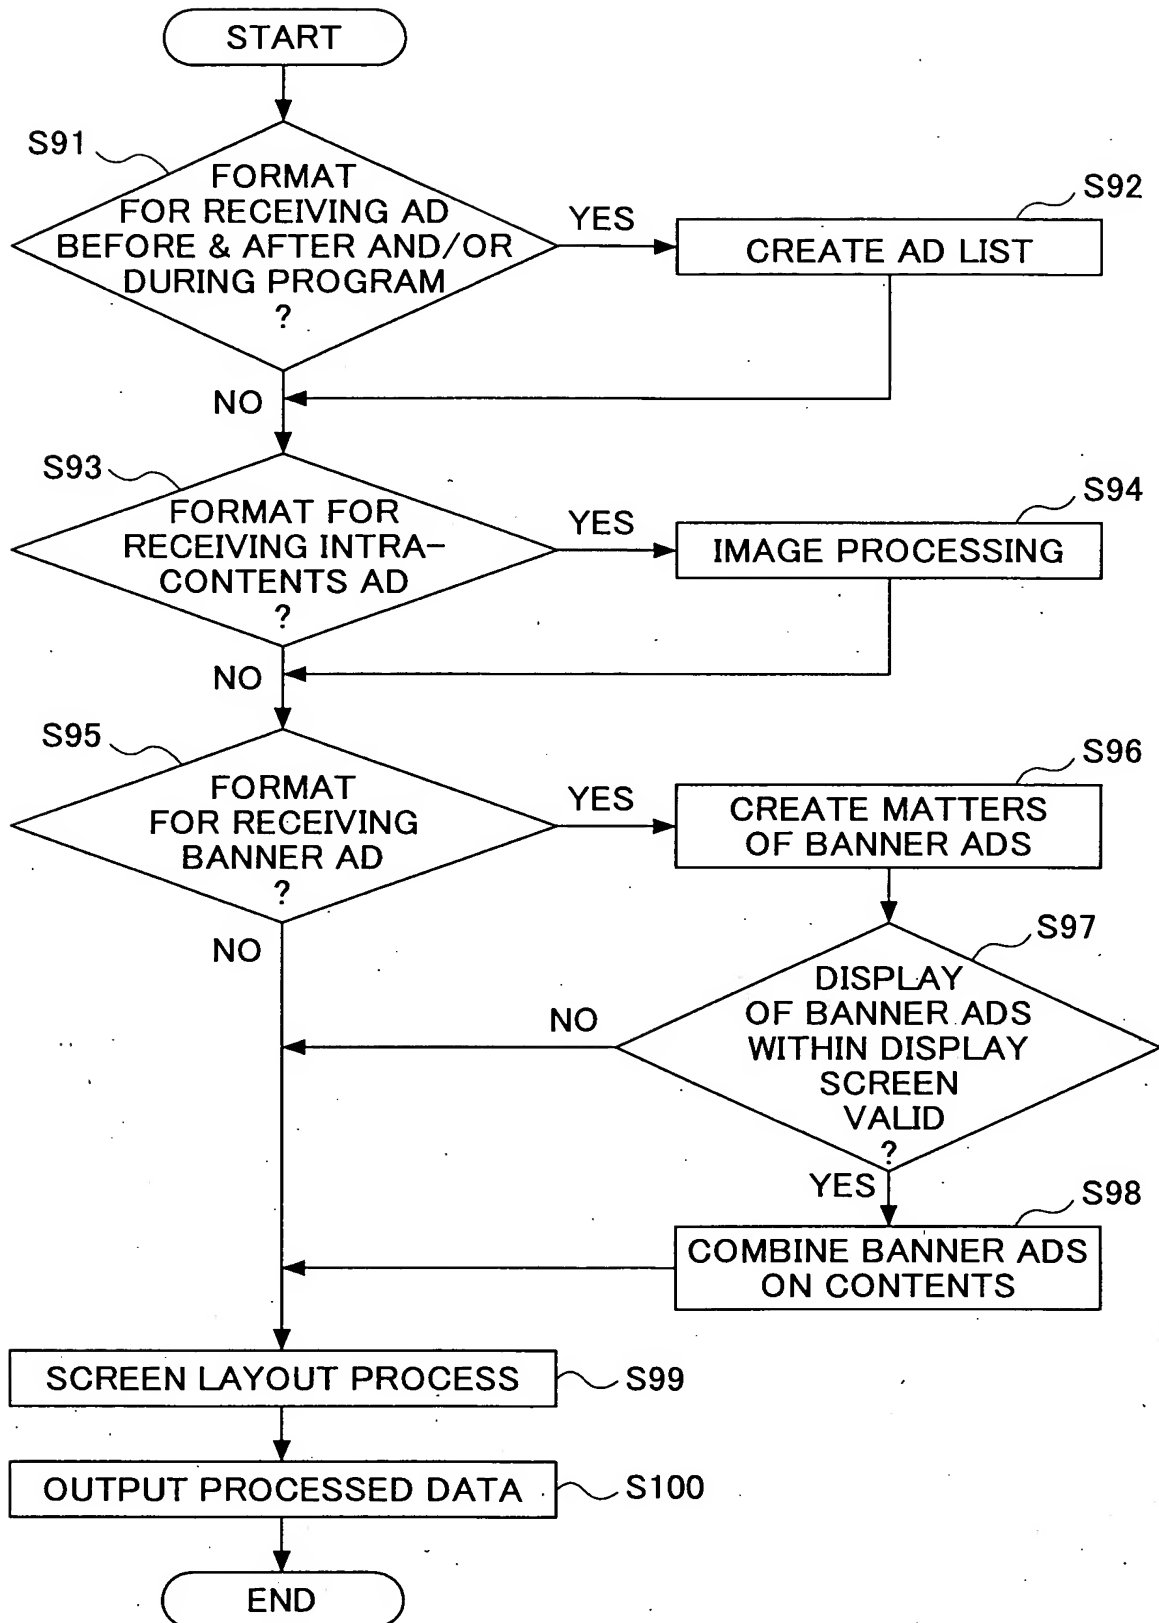 START
S91
FORMAT
FOR RECEIVING AD
BEFORE & AFTER AND/OR
DURING PROGRAM
?
YES
S92
CREATE AD LIST
NO
S93
FORMAT FOR
RECEIVING INTRA-
CONTENTS AD
?
YES
S94
IMAGE PROCESSING
NO
S95
FORMAT
FOR RECEIVING
BANNER AD
?
YES
S96
CREATE MATTERS
OF BANNER ADS
NO
S97
DISPLAY
OF BANNER ADS
WITHIN DISPLAY
SCREEN
VALID
?
NO
YES
S98
COMBINE BANNER ADS
ON CONTENTS
SCREEN LAYOUT PROCESS
S99
OUTPUT PROCESSED DATA
S100
END